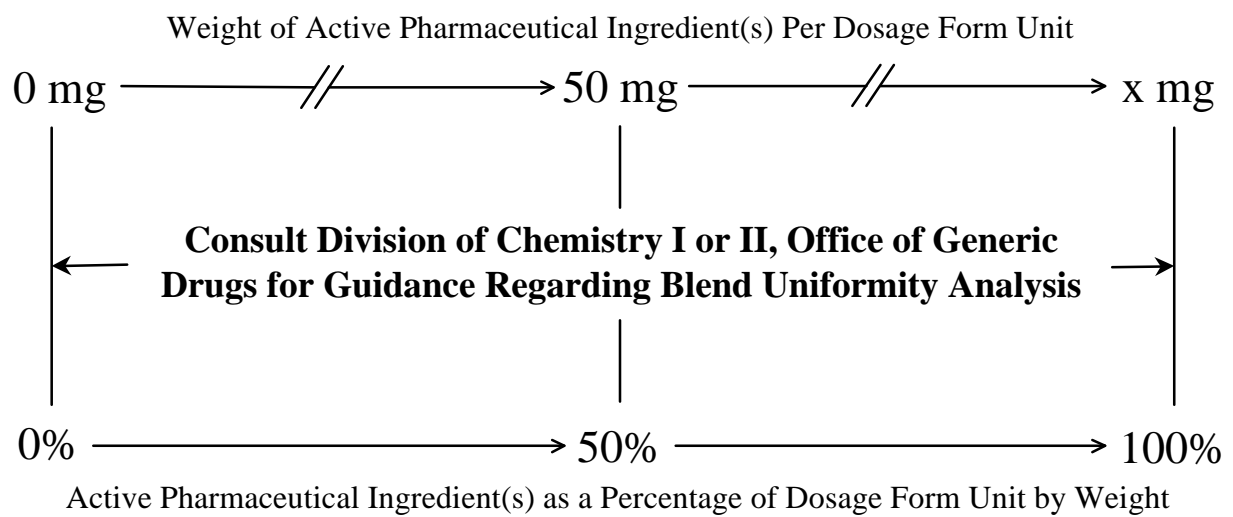 Weight of Active Pharmaceutical Ingredient(s) Per Dosage Form Unit
0 mg 50 mg x mg
Consult Division of Chemistry I or II, Office of Generic
Drugs for Guidance Regarding Blend Uniformity Analysis
0% 50% 100%
Active Pharmaceutical Ingredient(s) as a Percentage of Dosage Form Unit by Weight